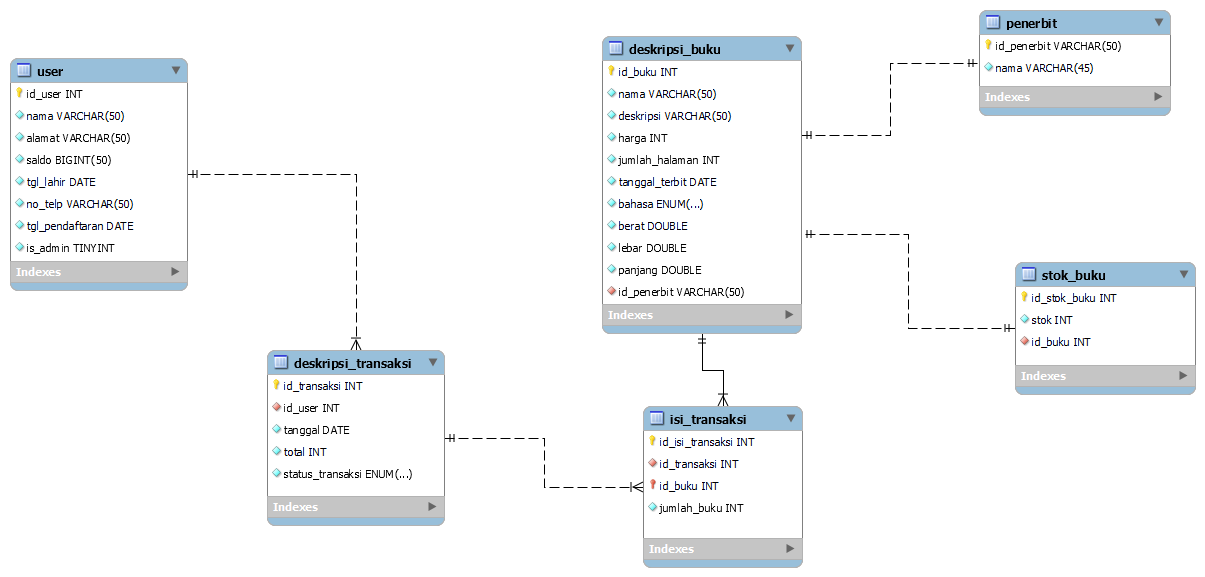 user
id_user INT
nama VARCHAR(50)
alamat VARCHAR(50)
saldo BIGINT(50)
tgl_lahir DATE
no_telp VARCHAR(50)
tgl_pendaftaran DATE
is_admin TINYINT
Indexes
deskripsi_transaksi
id_transaksi INT
id_user INT
tanggal DATE
total INT
status_transaksi ENUM(...)
Indexes
deskripsi_buku
id_buku INT
nama VARCHAR(50)
deskripsi VARCHAR(50)
harga INT
jumlah_halaman INT
tanggal_terbit DATE
bahasa ENUM(...)
berat DOUBLE
lebar DOUBLE
panjang DOUBLE
id_penerbit VARCHAR(50)
Indexes
isi_transaksi
id_isi_transaksi INT
id_transaksi INT
id_buku INT
jumlah_buku INT
Indexes
penerbit
id_penerbit VARCHAR(50)
nama VARCHAR(45)
Indexes
stok_buku
id_stok_buku INT
stok INT
id_buku INT
Indexes